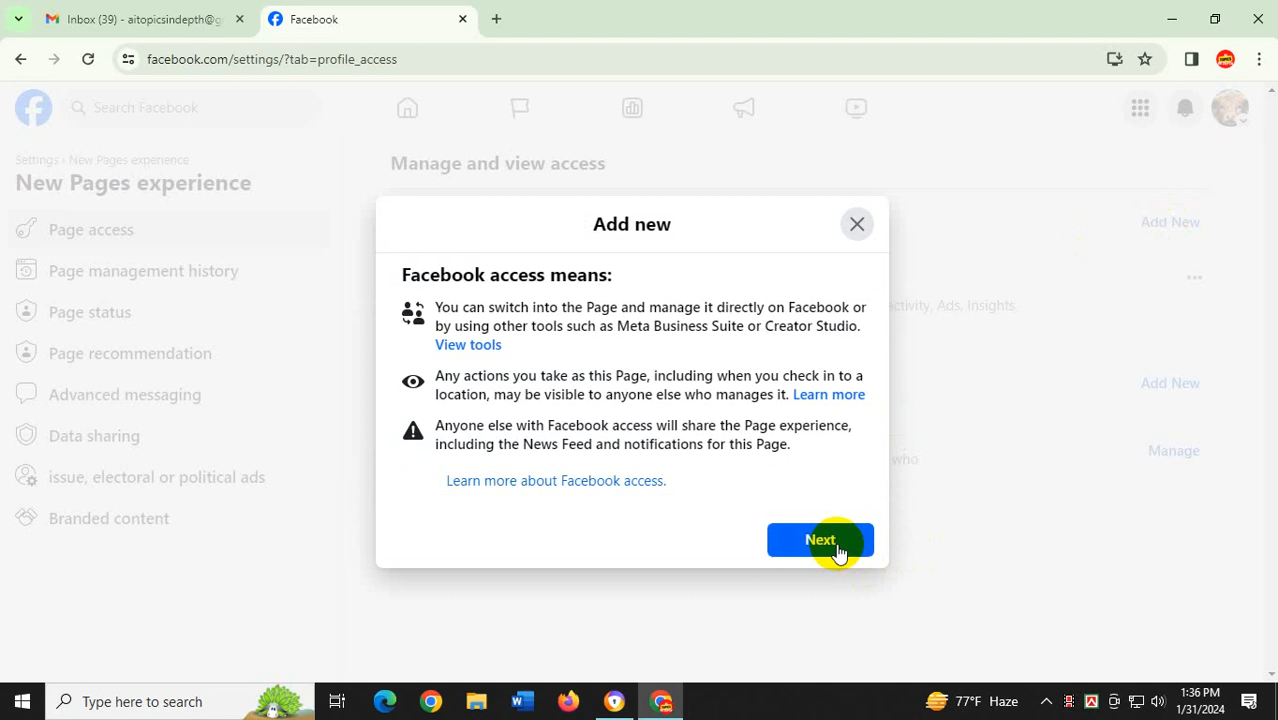 Inbox (39) - aitopicsindepth@g
Facebook
facebook.com/settings/?tab=profile_access
Search Facebook
Settings › New Pages experience
New Pages experience
Page access
Page management history
Page status
Page recommendation
Advanced messaging
Data sharing
issue, electoral or political ads
Branded content
Manage and view access
Add New
ctivity, Ads, Insights
Add New
who
Manage
Add new
Facebook access means:
You can switch into the Page and manage it directly on Facebook or
by using other tools such as Meta Business Suite or Creator Studio.
View tools
Any actions you take as this Page, including when you check in to a
location, may be visible to anyone else who manages it. Learn more
Anyone else with Facebook access will share the Page experience,
including the News Feed and notifications for this Page.
Learn more about Facebook access.
Next
Type here to search
77°F Haze
1:36 PM
1/31/2024